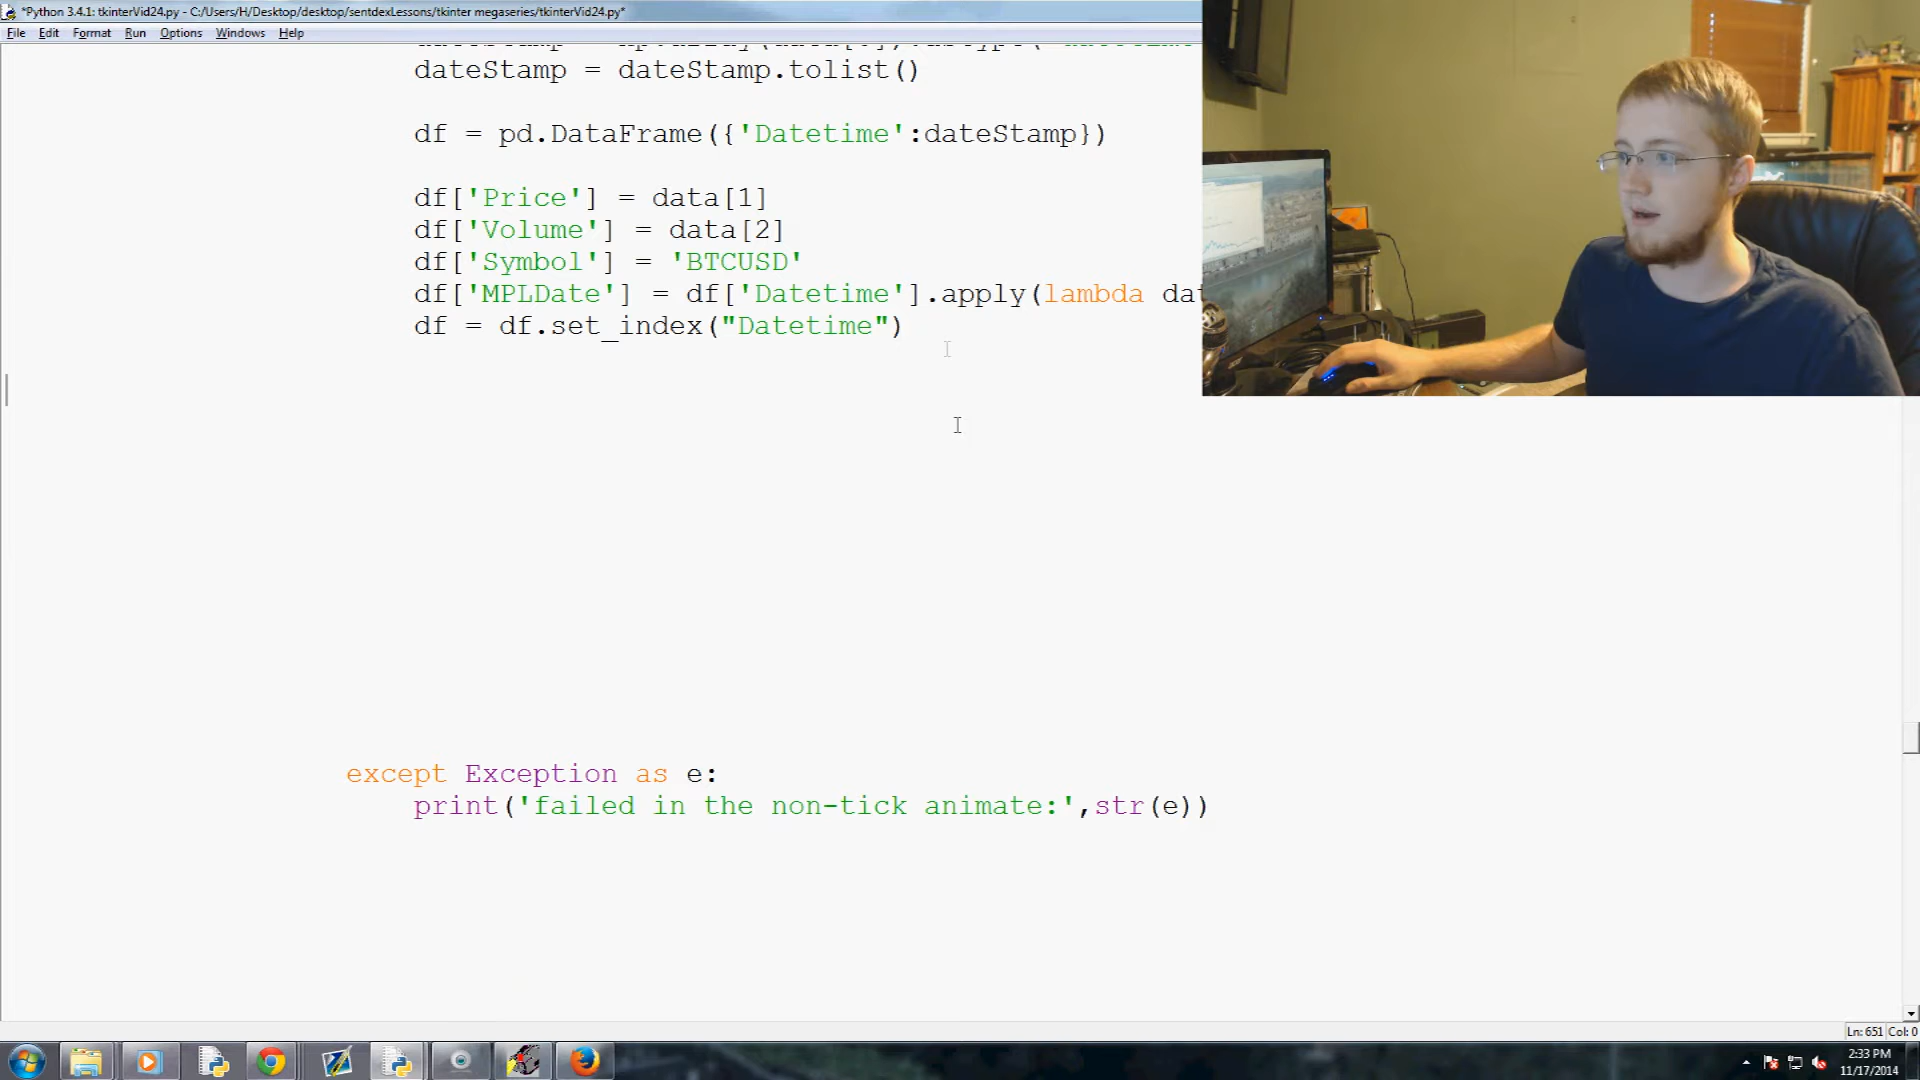 *Python 3.4.1: tkinterVid24.py - C:/Users/H/Desktop/desktop/sentdexLessons/tkinter megaseries/tkinterVid24.py*
File Edit Format Run Options Windows Help
dateStamp = dateStamp.tolist()
df = pd.DataFrame({'Datetime':dateStamp})
df['Price'] = data[1]
df['Volume'] = data[2]
df['Symbol'] = 'BTCUSD'
df['MPLDate'] = df['Datetime'].apply(lambda dat
df = df.set_index("Datetime")
except Exception as e:
print('failed in the non-tick animate:',str(e))
Ln: 651 Col: 0
2:33 PM
11/17/2014